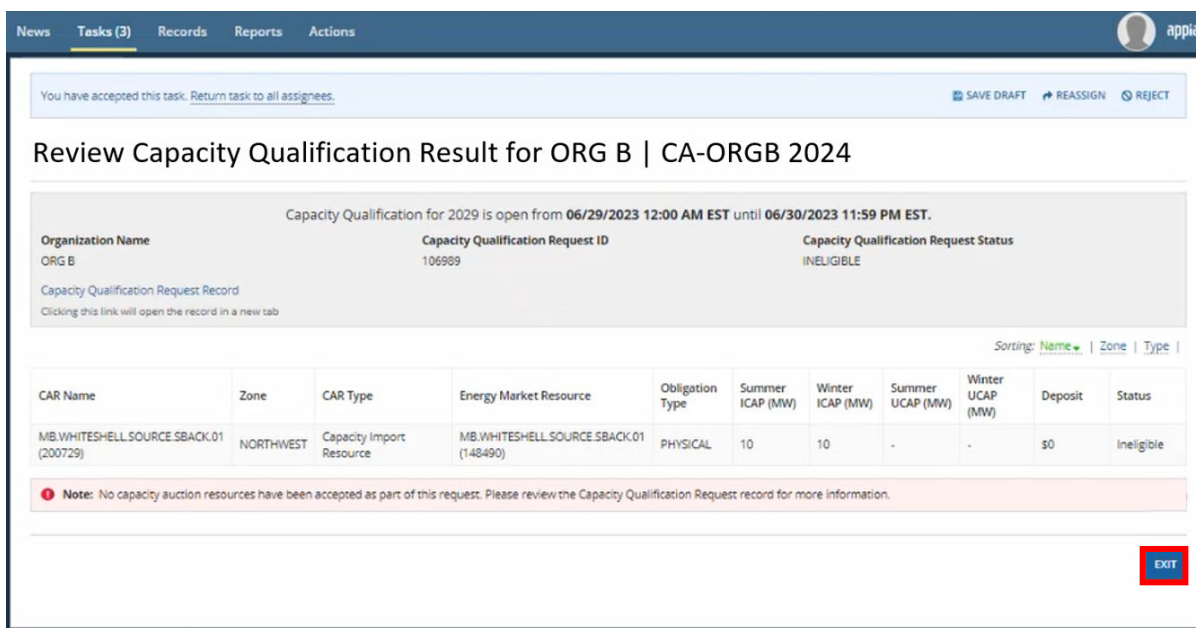 News Tasks (3) Records Reports Actions appia
You have accepted this task. Return task to all assignees. SAVE DRAFT REASSIGN REJECT
Review Capacity Qualification Result for ORG B | CA-ORGB 2024
Capacity Qualification for 2029 is open from 06/29/2023 12:00 AM EST until 06/30/2023 11:59 PM EST.
Organization Name Capacity Qualification Request ID Capacity Qualification Request Status
ORG B 106989 INELIGIBLE
Capacity Qualification Request Record
Clicking this link will open the record in a new tab
Sorting: Name | Zone | Type |
CAR Name Zone CAR Type Energy Market Resource Obligation Type Summer ICAP (MW) Winter ICAP (MW) Summer UCAP (MW) Winter UCAP (MW) Deposit Status
MB.WHITESHELL.SOURCE.SBACK.01 (200729) NORTHWEST Capacity Import Resource MB.WHITESHELL.SOURCE.SBACK.01 (148490) PHYSICAL 10 10 - - $0 Ineligible
Note: No capacity auction resources have been accepted as part of this request. Please review the Capacity Qualification Request record for more information.
EXIT